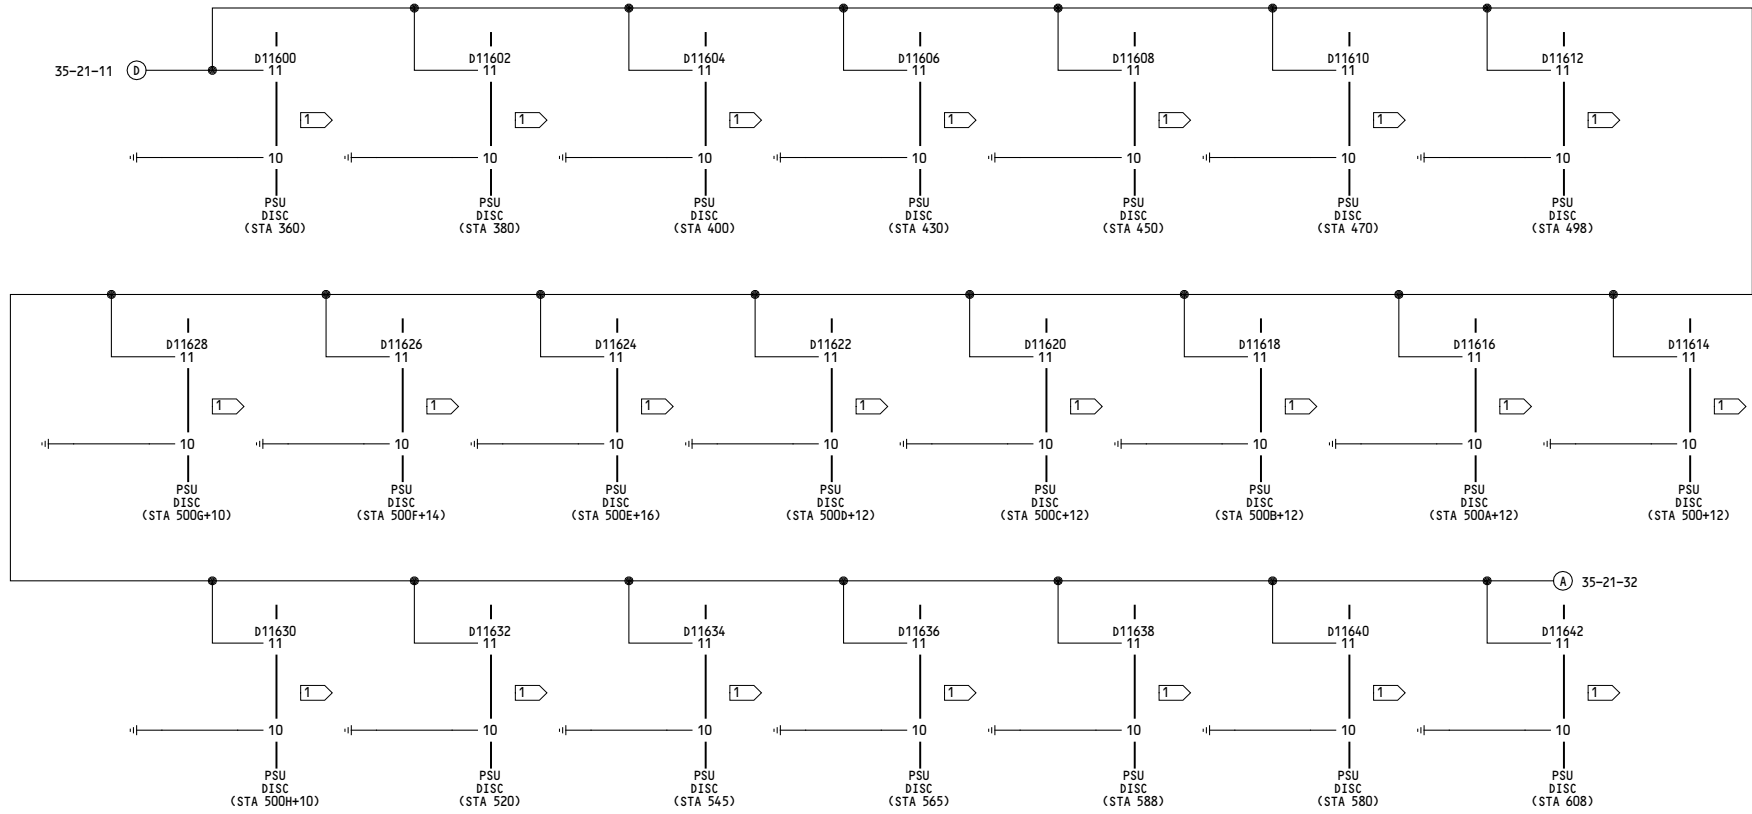 35-21-11 D
D11600 D11602 D11604 D11606 D11608 D11610 D11612
11 11 11 11 11 11 11
1 1 1 1 1 1 1
10 10 10 10 10 10 10
PSU PSU PSU PSU PSU PSU PSU
DISC DISC DISC DISC DISC DISC DISC
(STA 360) (STA 380) (STA 400) (STA 430) (STA 450) (STA 470) (STA 498)
D11628 D11626 D11624 D11622 D11620 D11618 D11616 D11614
11 11 11 11 11 11 11 11
1 1 1 1 1 1 1 1
10 10 10 10 10 10 10 10
PSU PSU PSU PSU PSU PSU PSU PSU
DISC DISC DISC DISC DISC DISC DISC DISC
(STA 500G+10) (STA 500F+14) (STA 500E+16) (STA 500D+12) (STA 500C+12) (STA 500B+12) (STA 500A+12) (STA 500+12)
A 35-21-32
D11630 D11632 D11634 D11636 D11638 D11640 D11642
11 11 11 11 11 11 11
1 1 1 1 1 1 1
10 10 10 10 10 10 10
PSU PSU PSU PSU PSU PSU PSU
DISC DISC DISC DISC DISC DISC DISC
(STA 500H+10) (STA 520) (STA 545) (STA 565) (STA 588) (STA 580) (STA 608)